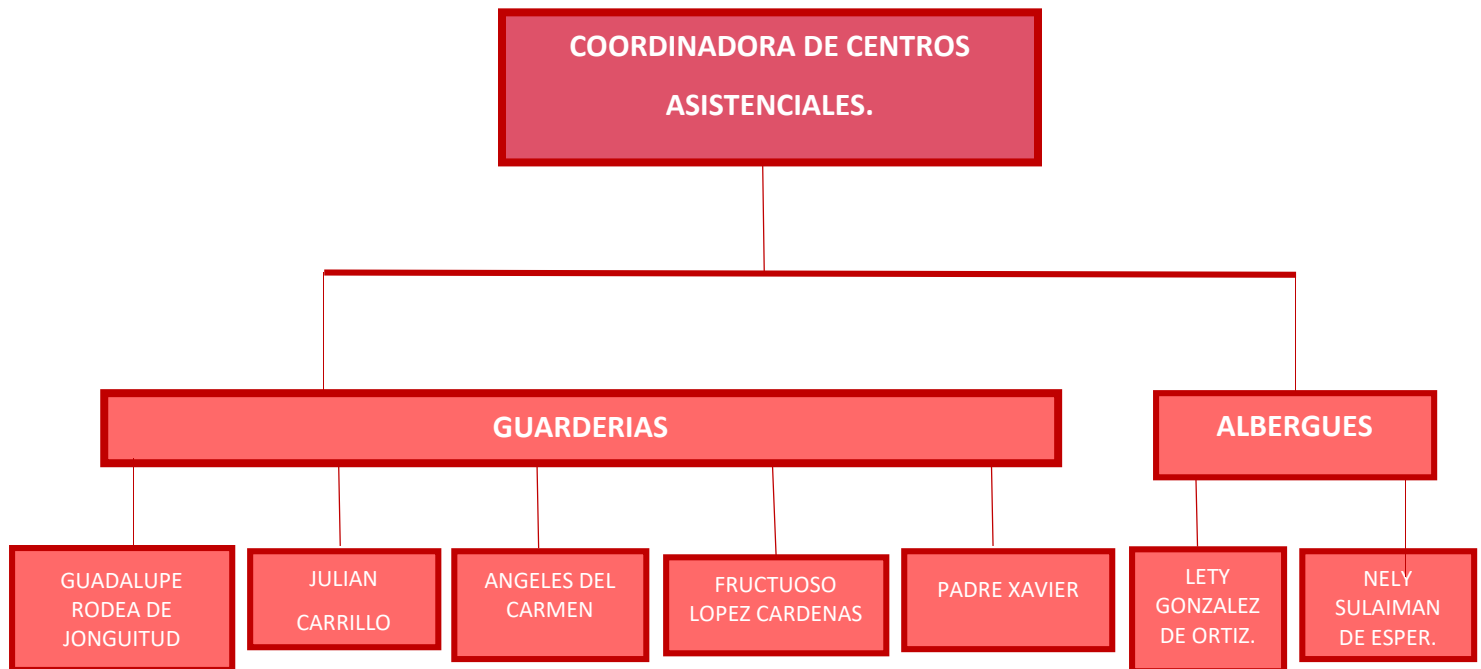 COORDINADORA DE CENTROS
ASISTENCIALES.
GUARDERIAS
ALBERGUES
GUADALUPE
RODEA DE
JONGUITUD
JULIAN
CARRILLO
ANGELES DEL
CARMEN
FRUCTUOSO
LOPEZ CARDENAS
PADRE XAVIER
LETY
GONZALEZ
DE ORTIZ.
NELY
SULAIMAN
DE ESPER.